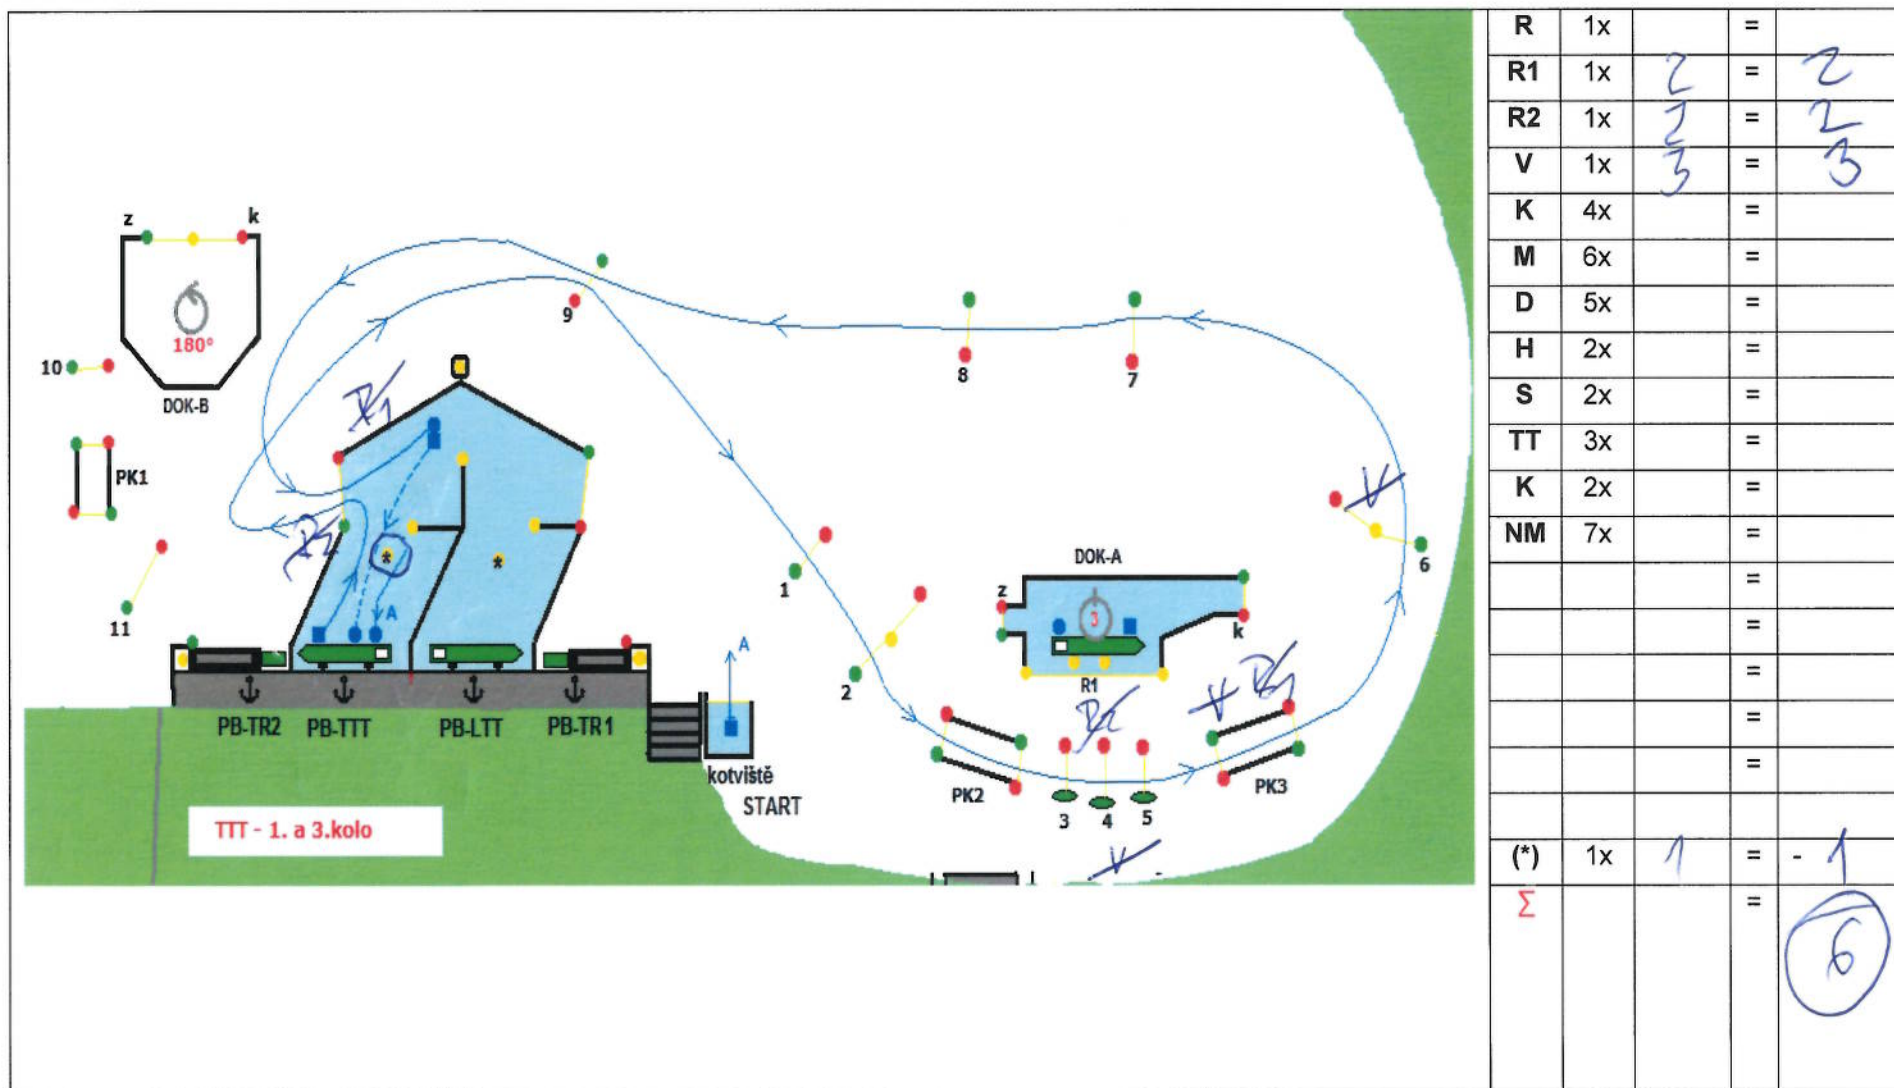 z k
180°
DOK-B
10
9
8
7
R1
PK1
R2
* *
A
11
1
2
DOK-A
z
3
k
R1
V
6
PB-TR2 PB-TTT PB-LTT PB-TR1
A
kotviště
START
R2
V R1
PK2
3 4 5
PK3
V
TTT - 1. a 3.kolo
R 1x =
R1 1x 2 = 2
R2 1x 2 = 2
V 1x 3 = 3
K 4x =
M 6x =
D 5x =
H 2x =
S 2x =
TT 3x =
K 2x =
NM 7x =
=
=
=
=
=
(*) 1x 1 = - 1
Σ = 6